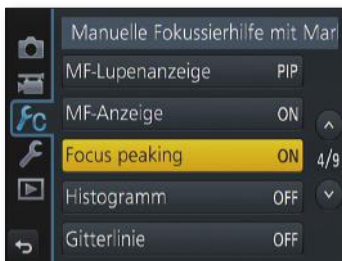 Manuelle Fokussierhilfe mit Mar
MF-Lupenanzeige PIP
MF-Anzeige ON
Focus peaking ON 4/9
Histogramm OFF
Gitterlinie OFF
FC